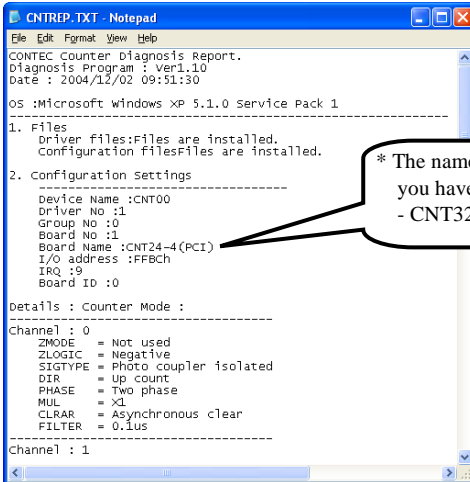 CNTREP.TXT - Notepad
File Edit Format View Help
CONTEC Counter Diagnosis Report.
Diagnosis Program : Ver1.10
Date : 2004/12/02 09:51:30
OS :Microsoft Windows XP 5.1.0 Service Pack 1
------------------------------------------------------------
1. Files
Driver files:Files are installed.
Configuration filesFiles are installed.
2. Configuration Settings
----------------------------------
Device Name :CNT00
Driver No :1
Group No :0
Board No :1
Board Name :CNT24-4(PCI)
I/O address :FFBCh
IRQ :9
Board ID :0
* The name
you have
- CNT32
Details : Counter Mode :
------------------------------------
Channel : 0
ZMODE = Not used
ZLOGIC = Negative
SIGTYPE = Photo coupler isolated
DIR = Up count
PHASE = Two phase
MUL = X1
CLRAR = Asynchronous clear
FILTER = 0.1us
------------------------------------
Channel : 1